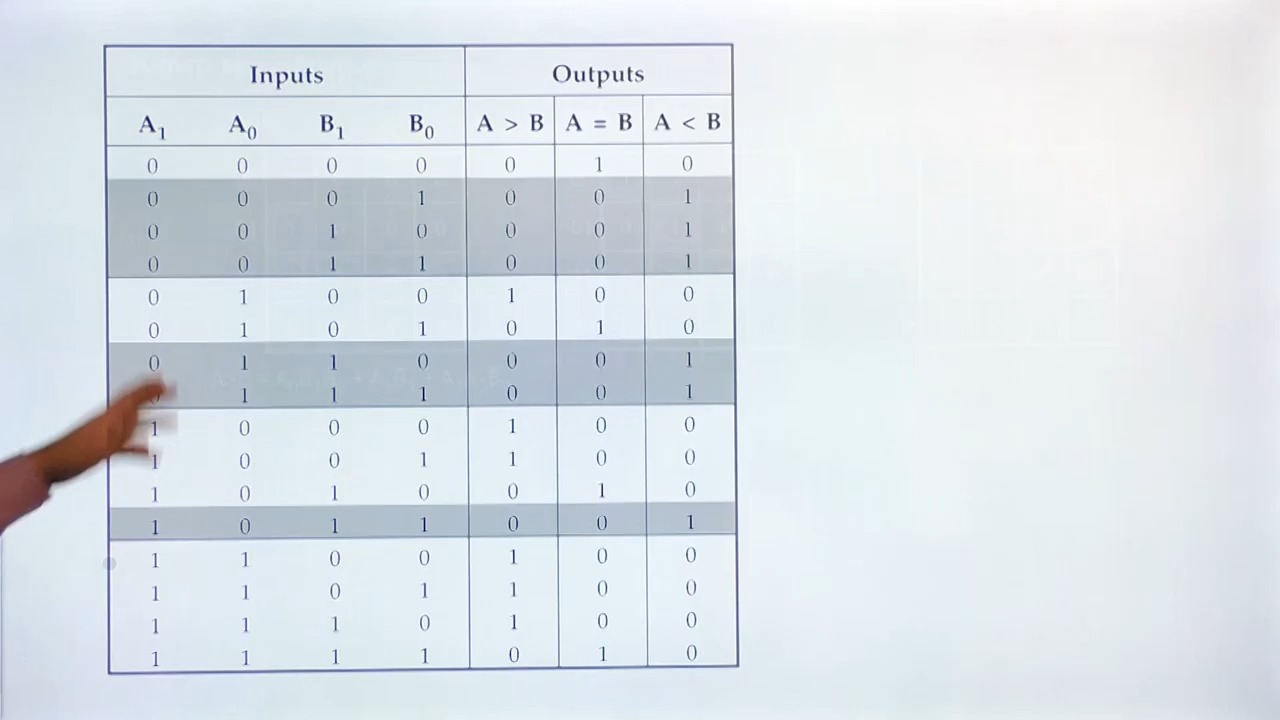 Inputs Outputs
A₁ A₀ B₁ B₀ A > B A = B A < B
0 0 0 0 0 1 0
0 0 0 1 0 0 1
0 0 1 0 0 0 1
0 0 1 1 0 0 1
0 1 0 0 1 0 0
0 1 0 1 0 1 0
0 1 1 0 0 0 1
1 1 1 0 0 1
1 0 0 0 1 0 0
1 0 0 1 1 0 0
1 0 1 0 0 1 0
1 0 1 1 0 0 1
1 1 0 0 1 0 0
1 1 0 1 1 0 0
1 1 1 0 1 0 0
1 1 1 1 0 1 0